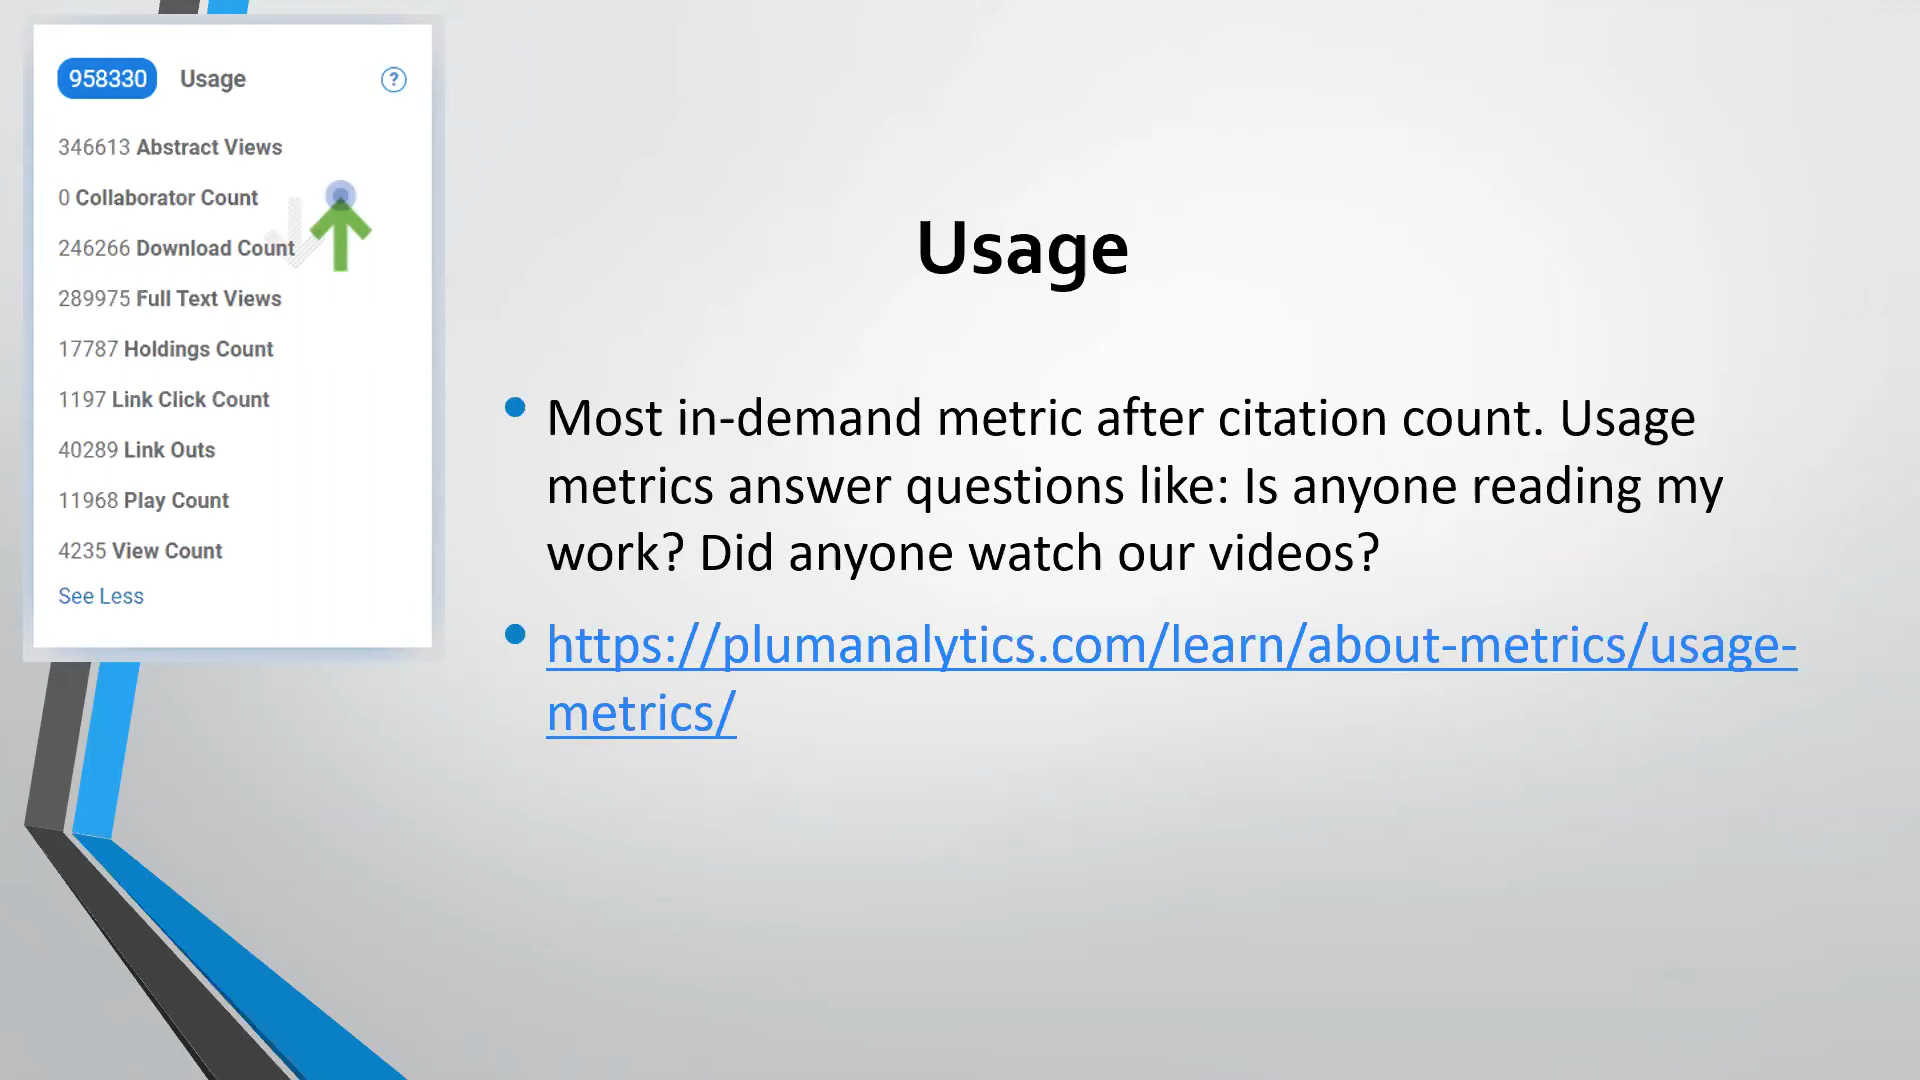 958330 Usage ?
346613 Abstract Views
0 Collaborator Count
246266 Download Count
289975 Full Text Views
17787 Holdings Count
1197 Link Click Count
40289 Link Outs
11968 Play Count
4235 View Count
See Less
Usage
• Most in-demand metric after citation count. Usage
metrics answer questions like: Is anyone reading my
work? Did anyone watch our videos?
• https://plumanalytics.com/learn/about-metrics/usage-
metrics/